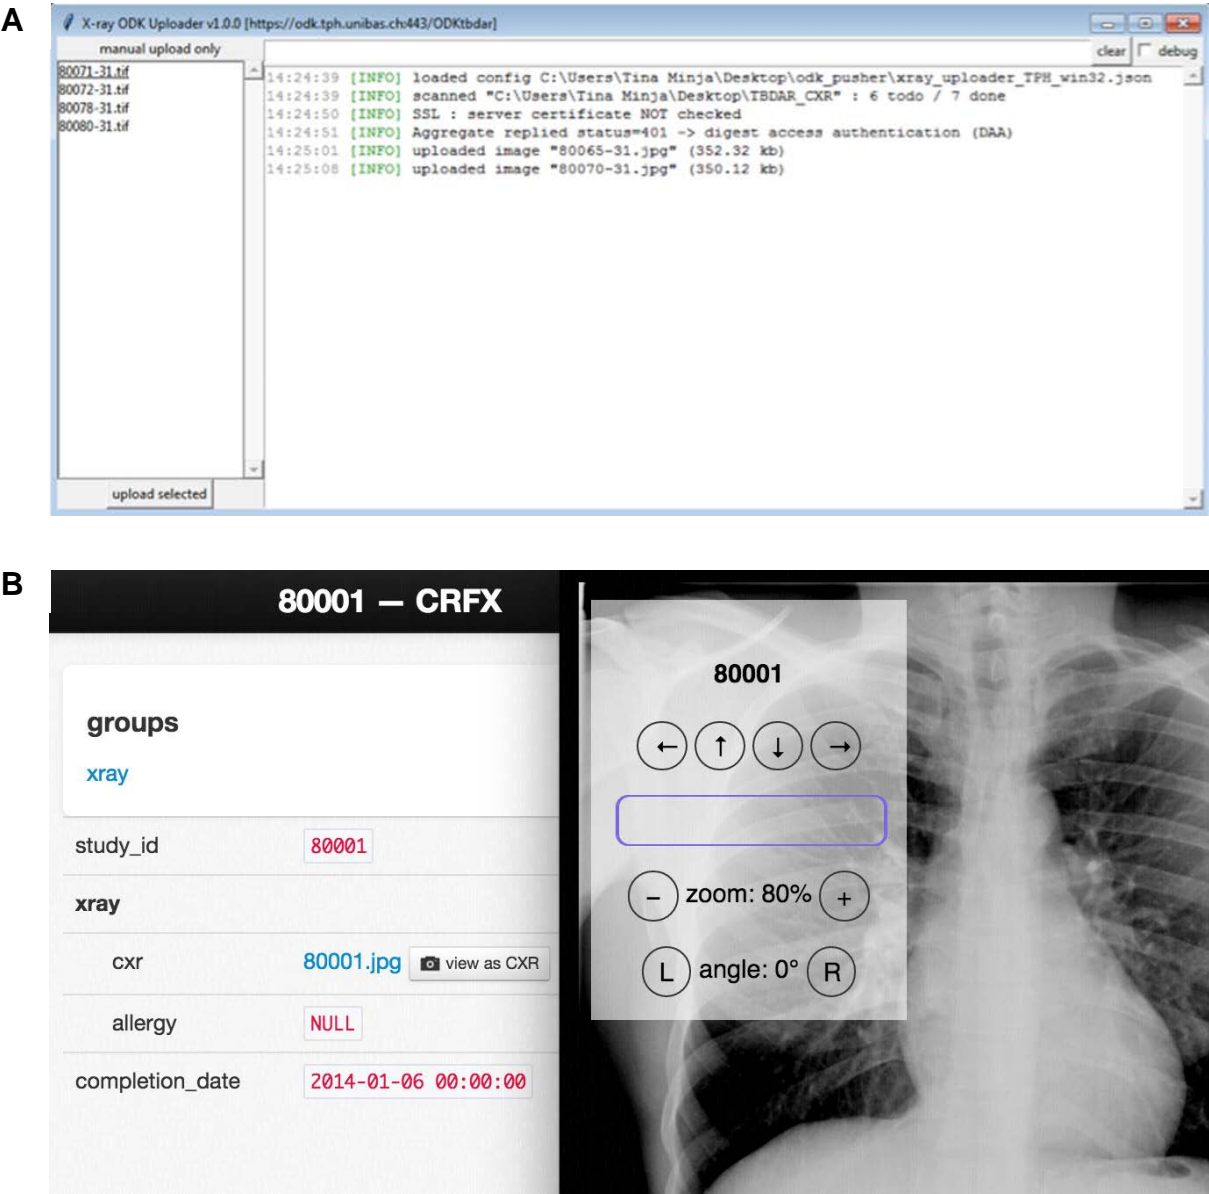 A
X-ray ODK Uploader v1.0.0 [https://odk.tph.unibas.ch:443/ODKtbdar]
manual upload only
clear debug
80071-31.tif
80072-31.tif
80078-31.tif
80080-31.tif
14:24:39 [INFO] loaded config C:\Users\Tina Minja\Desktop\odk_pusher\xray_uploader_TPH_win32.json
14:24:39 [INFO] scanned "C:\Users\Tina Minja\Desktop\TBDAR_CXR" : 6 todo / 7 done
14:24:50 [INFO] SSL : server certificate NOT checked
14:24:51 [INFO] Aggregate replied status=401 -> digest access authentication (DAA)
14:25:01 [INFO] uploaded image "80065-31.jpg" (352.32 kb)
14:25:08 [INFO] uploaded image "80070-31.jpg" (350.12 kb)
upload selected
B
80001 — CRFX
groups
xray
study_id 80001
xray
cxr 80001.jpg view as CXR
allergy NULL
completion_date 2014-01-06 00:00:00
80001
← ↑ ↓ →
− zoom: 80% +
L angle: 0° R